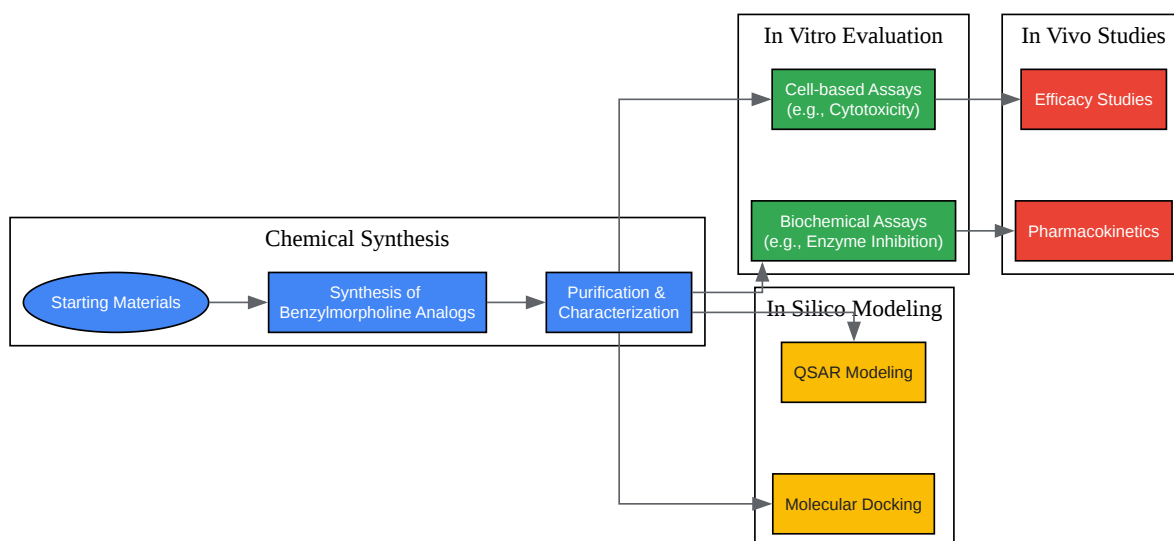 Chemical Synthesis
Starting Materials
Synthesis of
Benzylmorpholine Analogs
Purification &
Characterization
In Vitro Evaluation
Cell-based Assays
(e.g., Cytotoxicity)
Biochemical Assays
(e.g., Enzyme Inhibition)
In Silico Modeling
QSAR Modeling
Molecular Docking
In Vivo Studies
Efficacy Studies
Pharmacokinetics